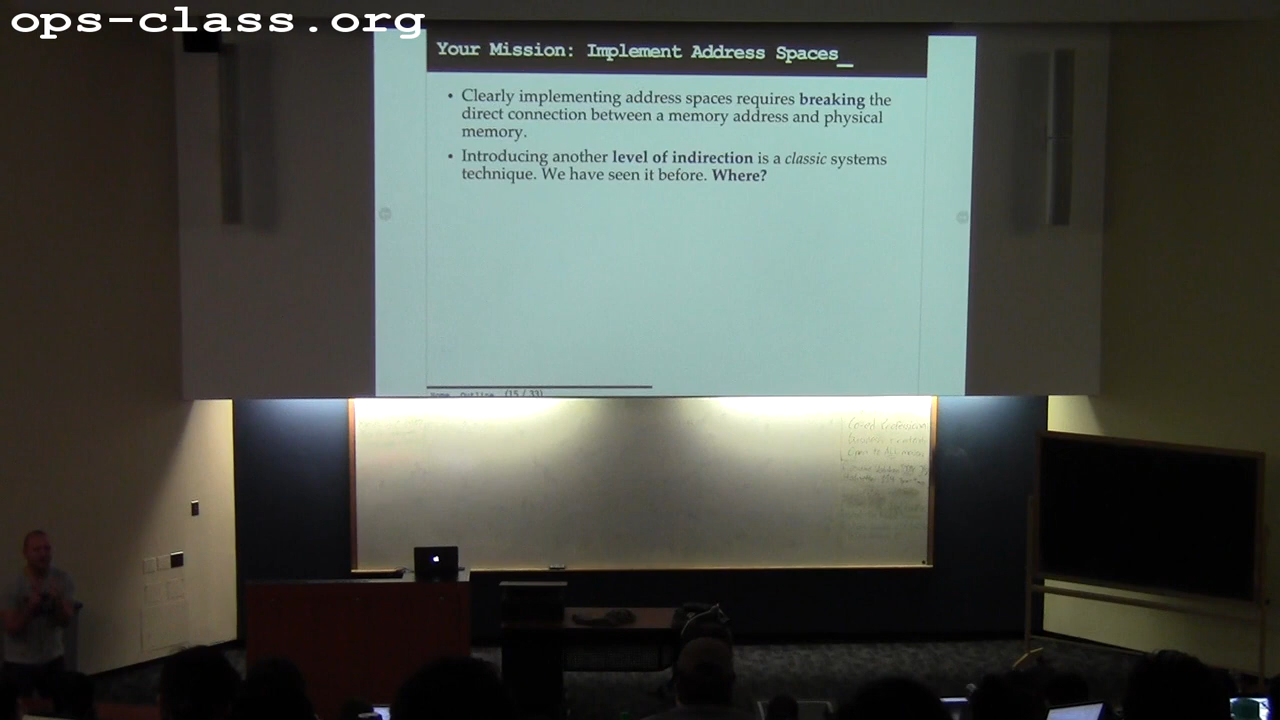 ops-class.org
Your Mission: Implement Address Spaces_
• Clearly implementing address spaces requires breaking the
direct connection between a memory address and physical
memory.
• Introducing another level of indirection is a classic systems
technique. We have seen it before. Where?
(15 / 33)